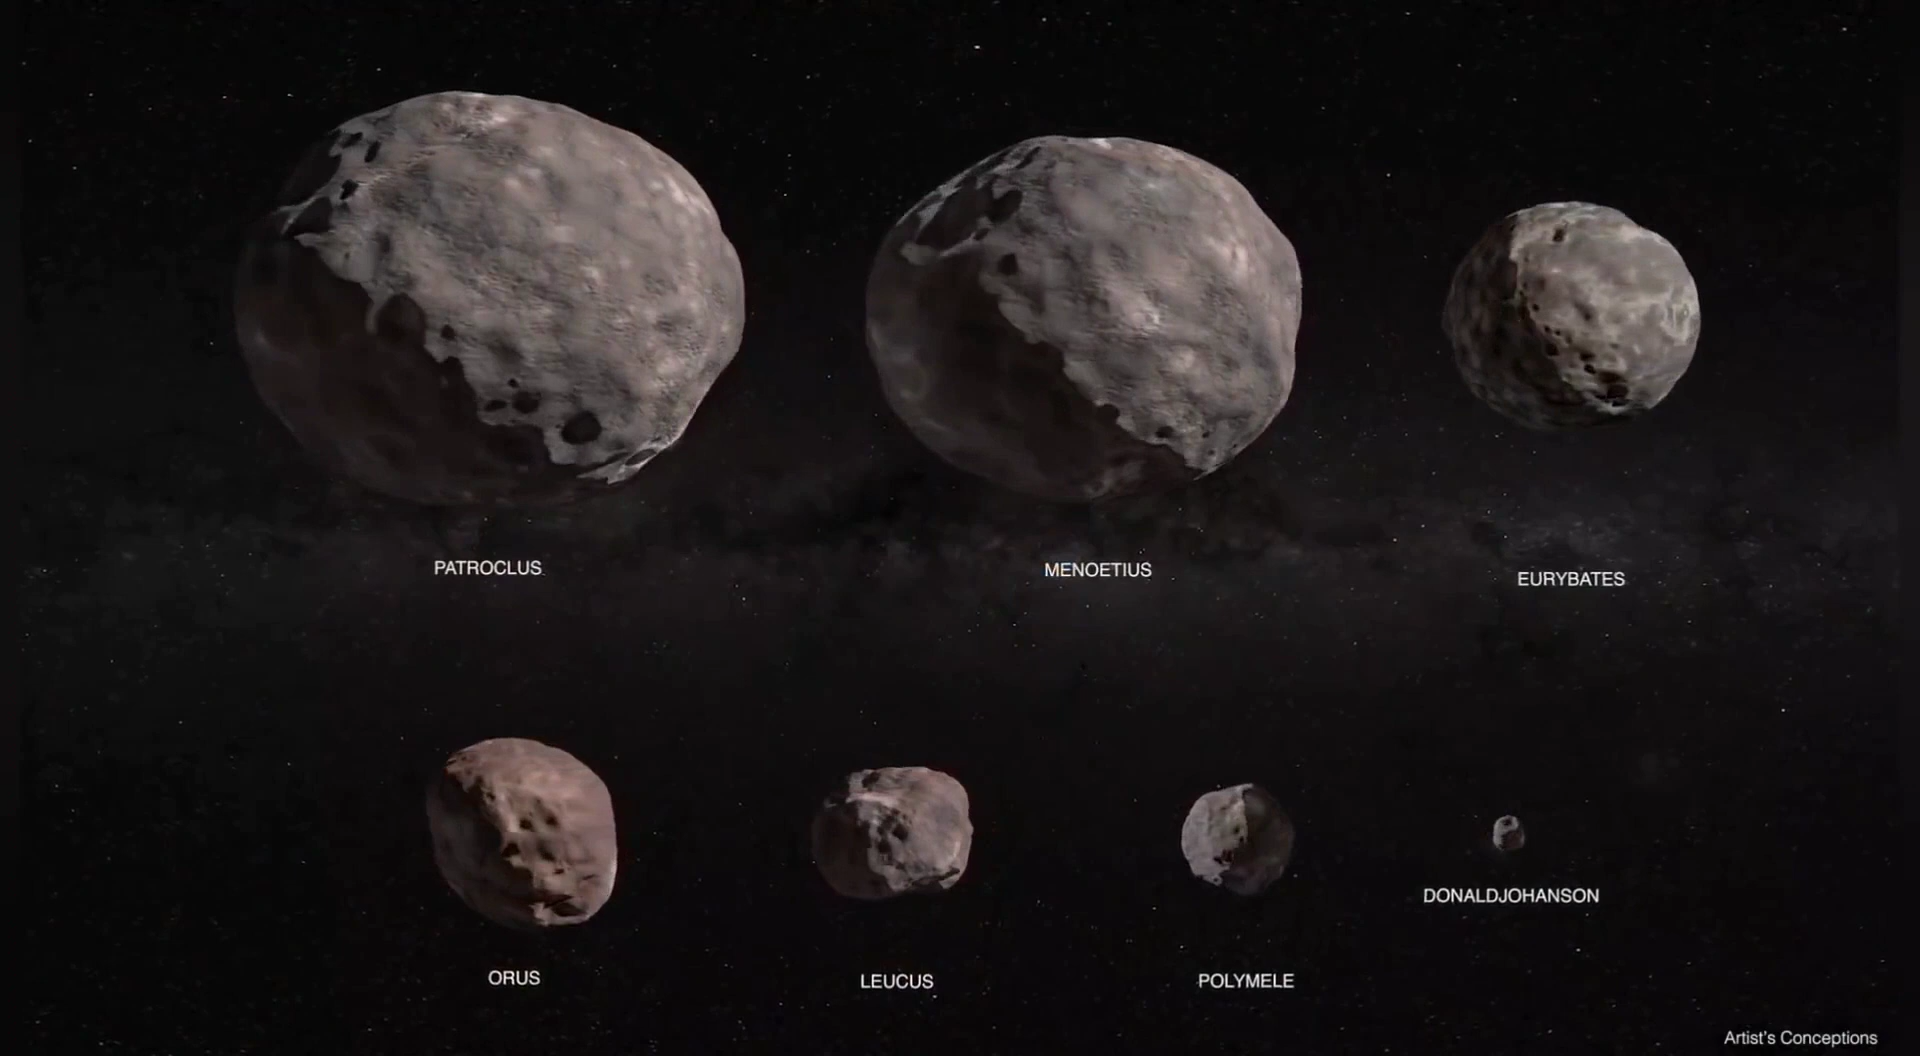 PATROCLUS
MENOETIUS
EURYBATES
ORUS
LEUCUS
POLYMELE
DONALDJOHANSON
Artist's Conceptions